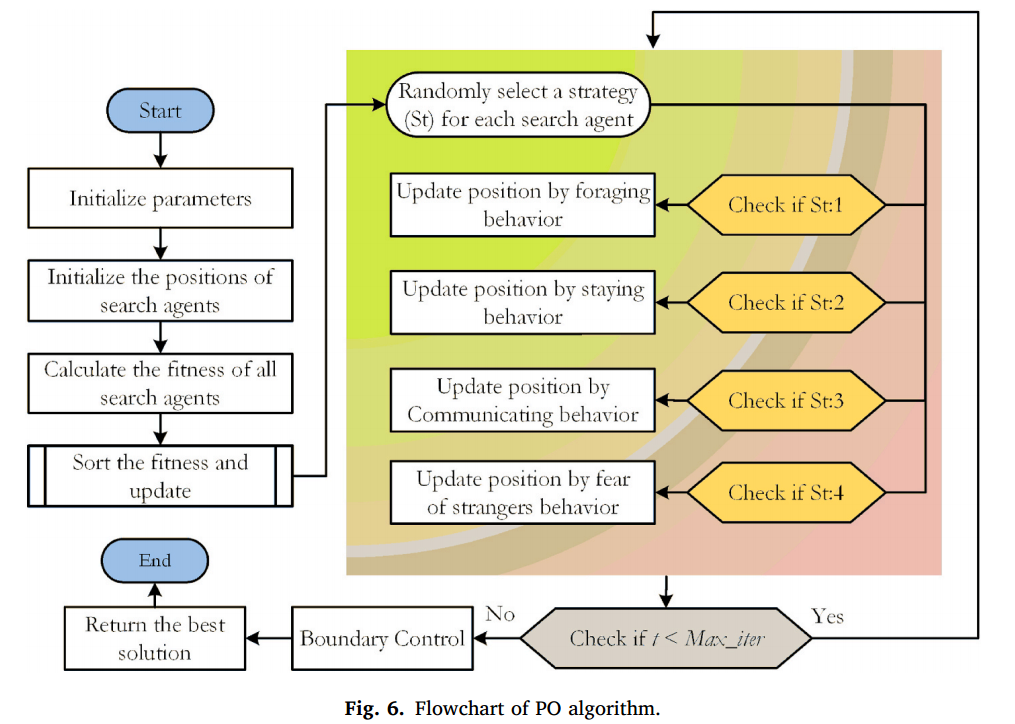 Start
Initialize parameters
Initialize the positions of
search agents
Calculate the fitness of all
search agents
Sort the fitness and
update
Randomly select a strategy
(St) for each search agent
Update position by foraging
behavior
Check if St:1
Update position by staying
behavior
Check if St:2
Update position by
Communicating behavior
Check if St:3
Update position by fear
of strangers behavior
Check if St:4
Check if t < Max_iter
Yes
No
Boundary Control
Return the best
solution
End
Fig. 6. Flowchart of PO algorithm.